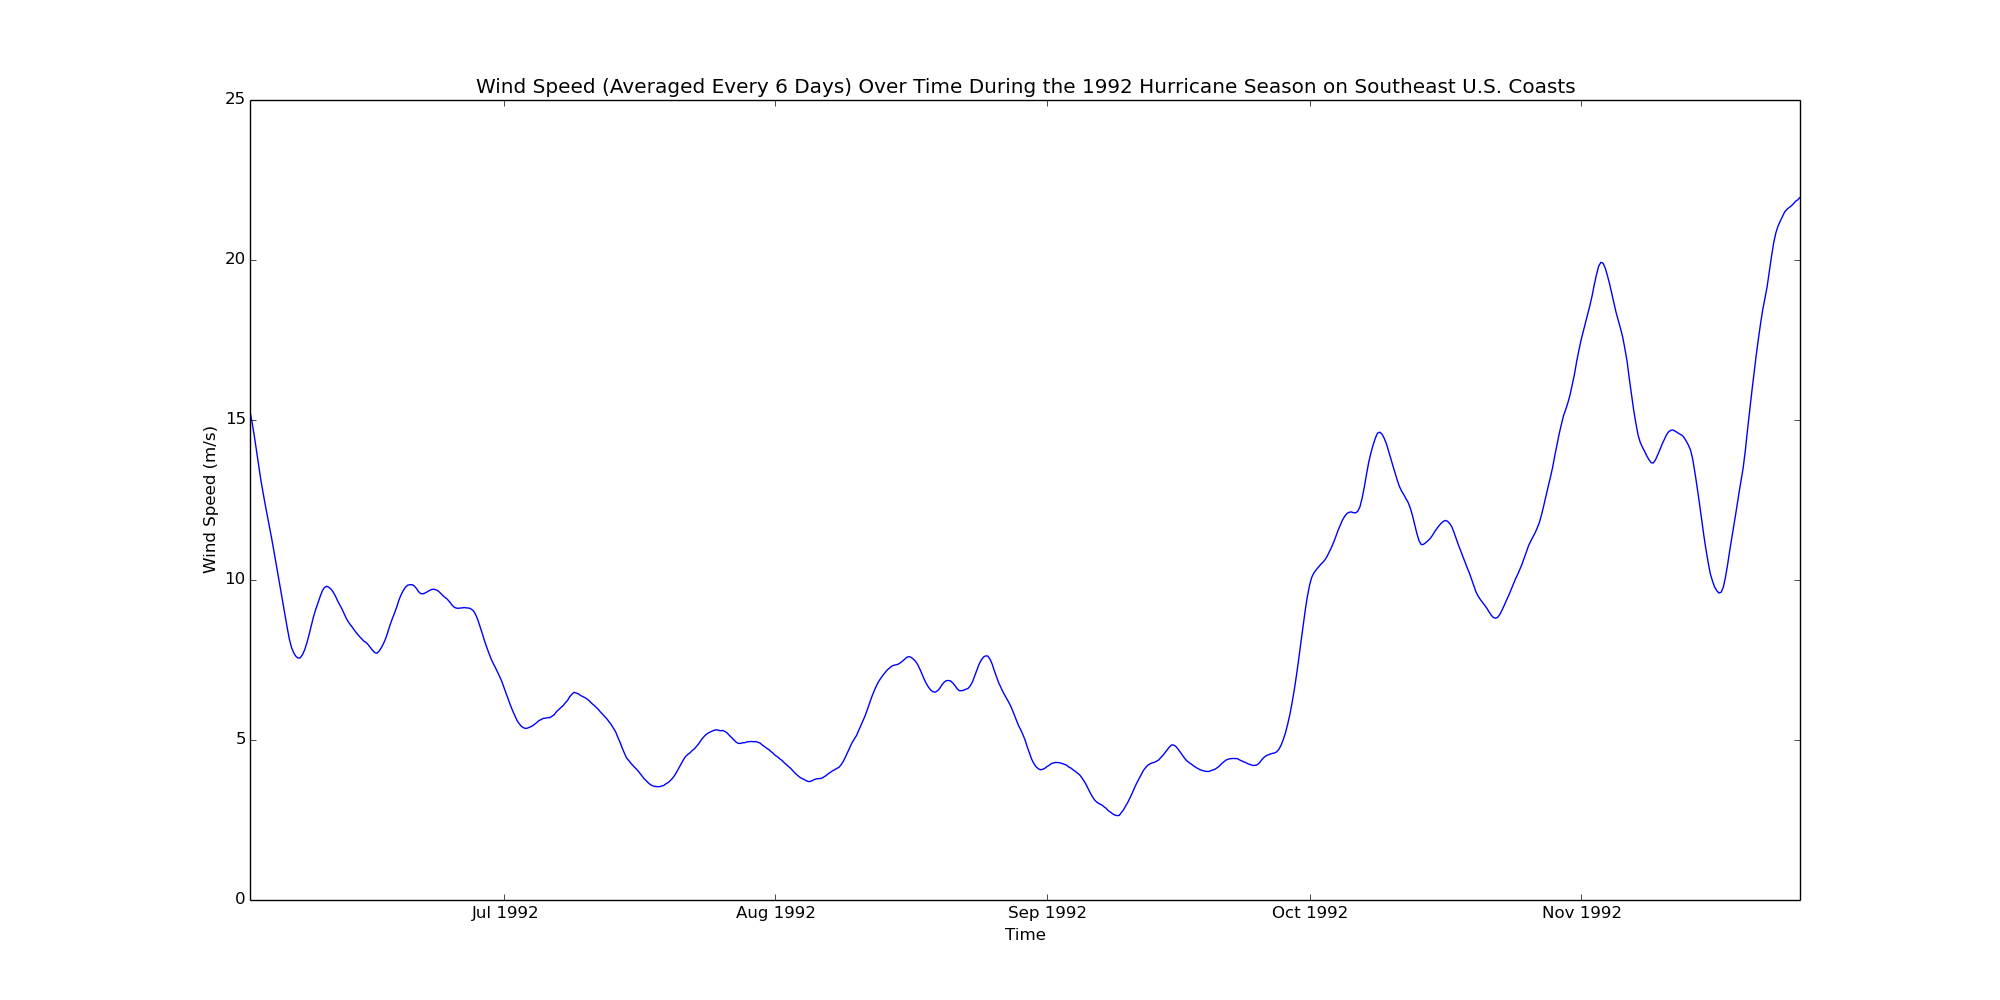 Wind Speed (Averaged Every 6 Days) Over Time During the 1992 Hurricane Season on Southeast U.S. Coasts
25
20
15
10
5
0
Wind Speed (m/s)
Jul 1992 Aug 1992 Sep 1992 Oct 1992 Nov 1992
Time